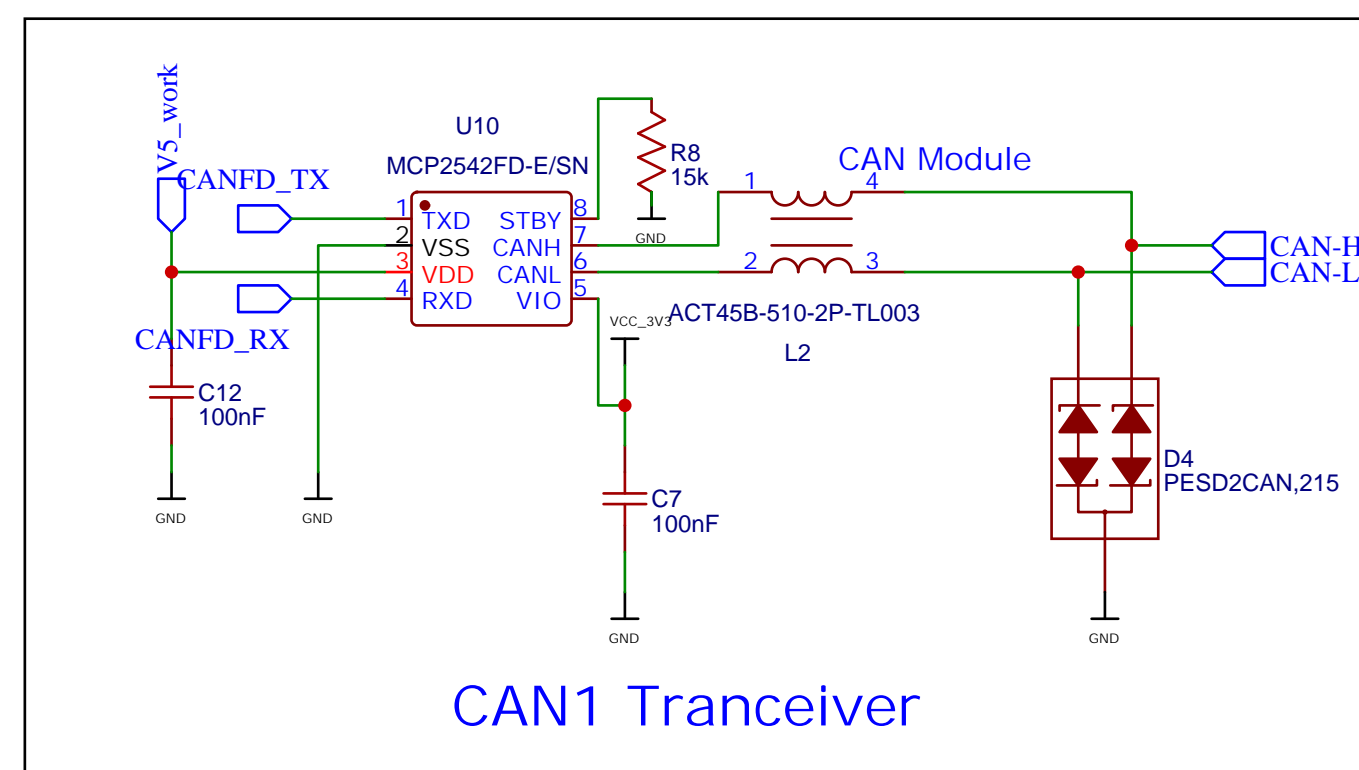 V5_work
CANFD_TX
U10
MCP2542FD-E/SN
1 TXD STBY 8
2 VSS CANH 7
3 VDD CANL 6
4 RXD VIO 5
CANFD_RX
C12
100nF
GND
GND
R8
15k
GND
CAN Module
1 4
2 3
ACT45B-510-2P-TL003
L2
VCC_3V3
C7
100nF
GND
CAN-H
CAN-L
D4
PESD2CAN,215
GND
CAN1 Tranceiver